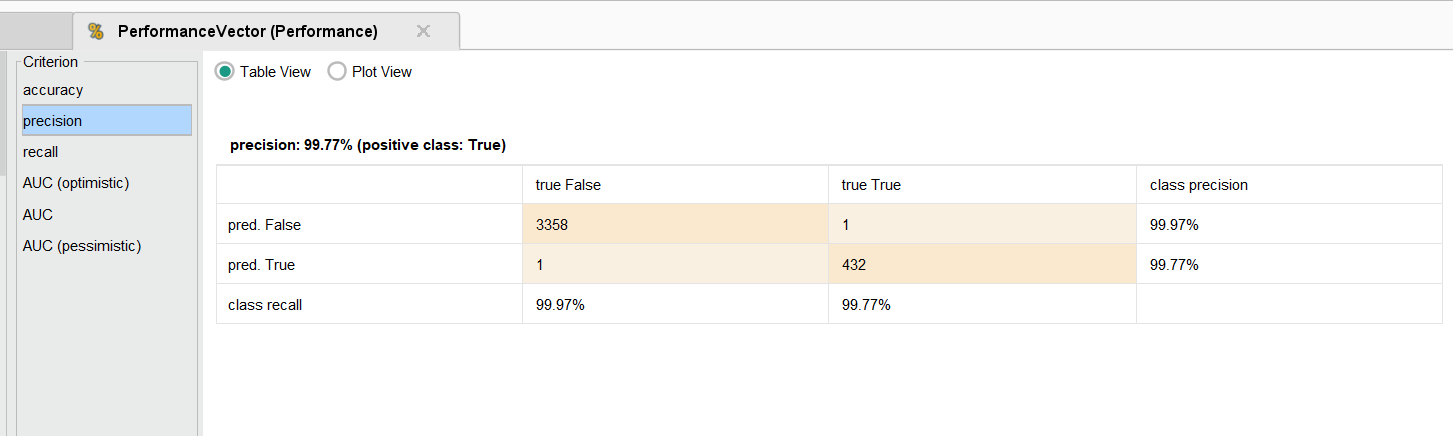 PerformanceVector (Performance)
Criterion
accuracy
precision
recall
AUC (optimistic)
AUC
AUC (pessimistic)
Table View Plot View
precision: 99.77% (positive class: True)
true False true True class precision
pred. False 3358 1 99.97%
pred. True 1 432 99.77%
class recall 99.97% 99.77%